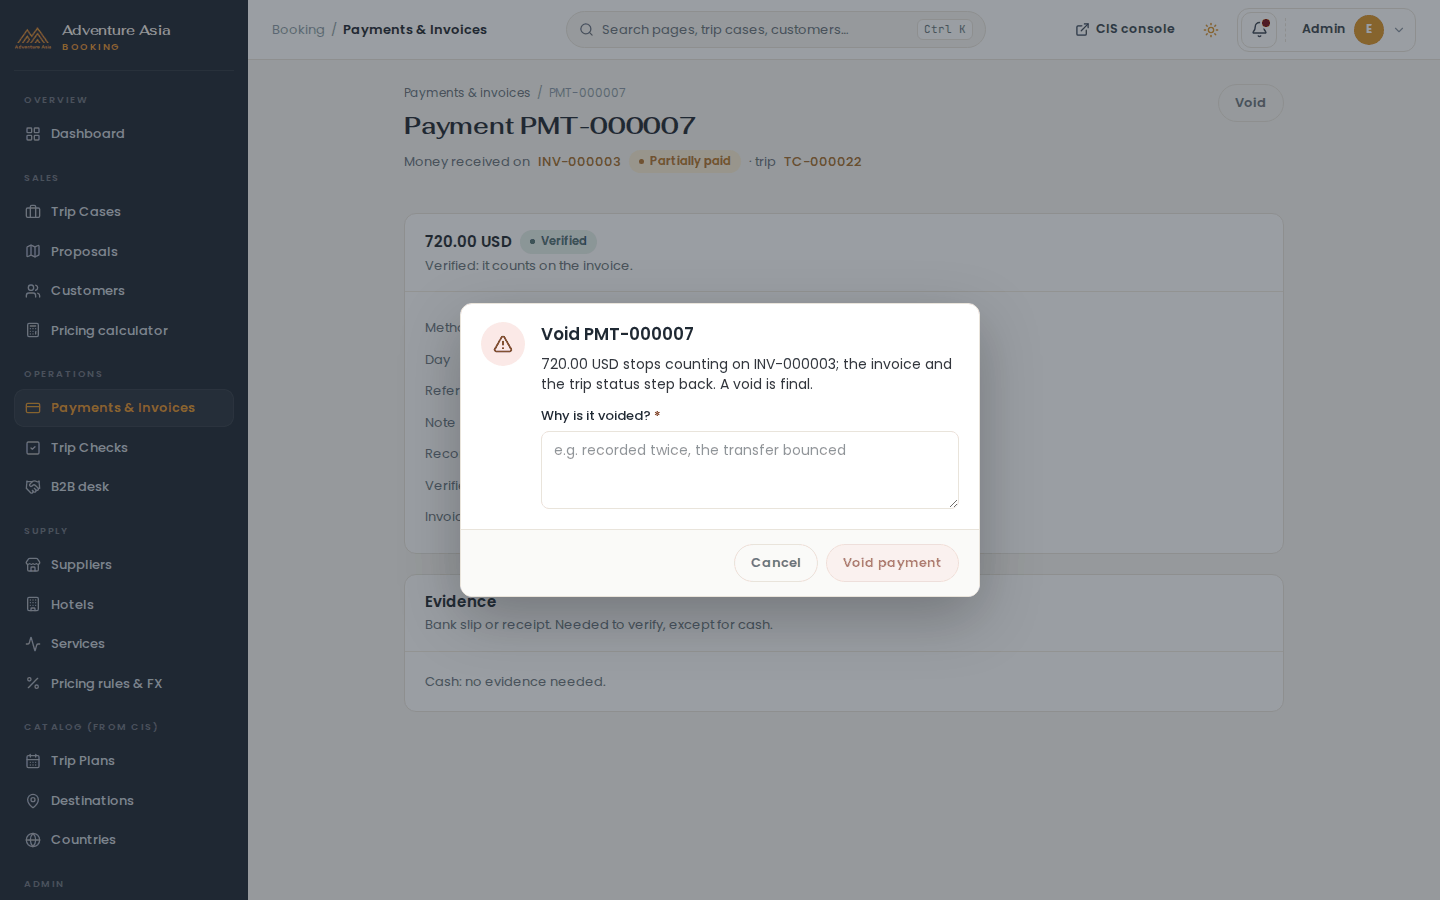 Adventure Asia
BOOKING
Adventure Asia
OVERVIEW
Dashboard
SALES
Trip Cases
Proposals
Customers
Pricing calculator
OPERATIONS
Payments & Invoices
Trip Checks
B2B desk
SUPPLY
Suppliers
Hotels
Services
Pricing rules & FX
CATALOG (FROM CIS)
Trip Plans
Destinations
Countries
ADMIN
Booking / Payments & Invoices
Search pages, trip cases, customers... Ctrl K
CIS console
Admin E
Payments & invoices / PMT-000007
Void
Payment PMT-000007
Money received on INV-000003 Partially paid · trip TC-000022
720.00 USD Verified
Verified: it counts on the invoice.
Day
Note
Void PMT-000007
720.00 USD stops counting on INV-000003; the invoice and
the trip status step back. A void is final.
Why is it voided? *
e.g. recorded twice, the transfer bounced
Cancel Void payment
Evidence
Bank slip or receipt. Needed to verify, except for cash.
Cash: no evidence needed.